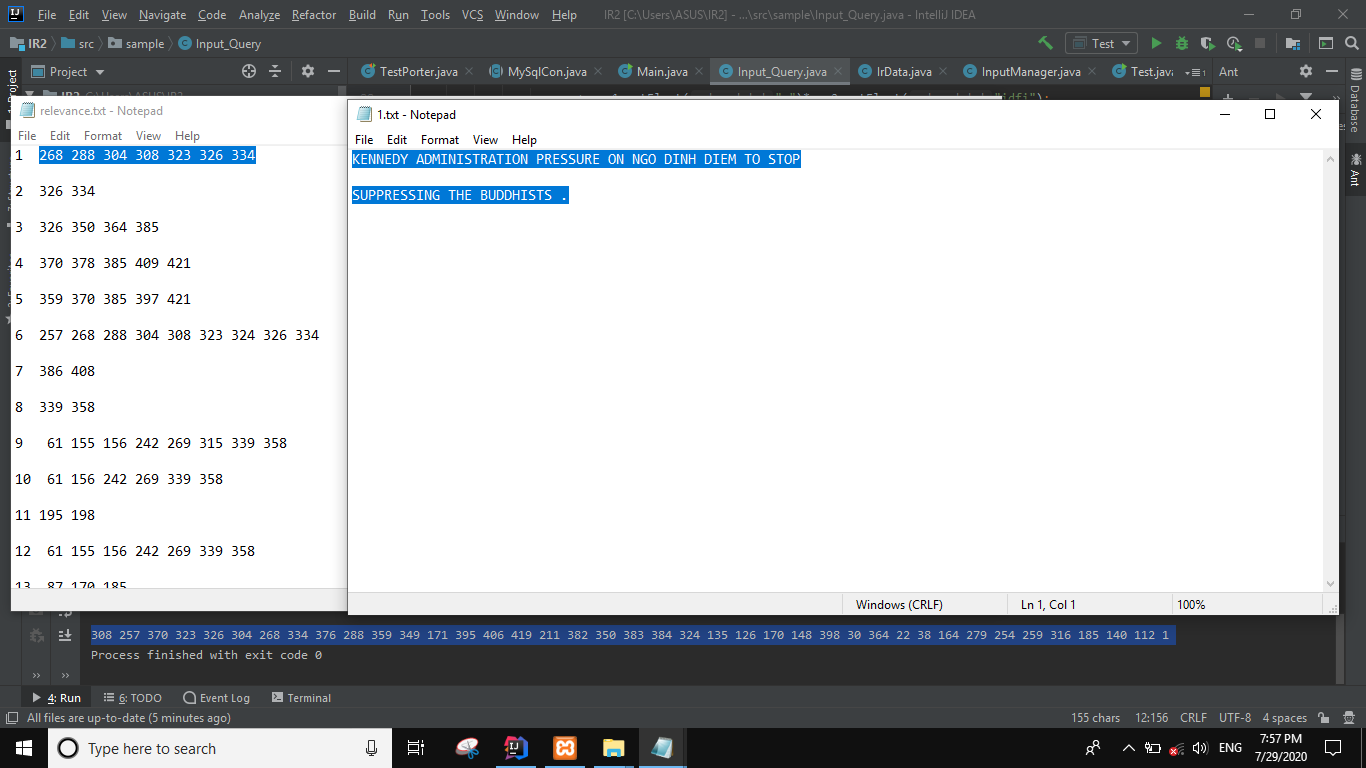 File Edit View Navigate Code Analyze Refactor Build Run Tools VCS Window Help IR2 [C:\Users\ASUS\IR2] - ...\src\sample\Input_Query.java - IntelliJ IDEA
IR2 src sample Input_Query Test
Project TestPorter.java MySqlCon.java Main.java Input_Query.java IrData.java InputManager.java Test.java Ant
Project
Database
Ant
relevance.txt - Notepad
File Edit Format View Help
1 268 288 304 308 323 326 334
2 326 334
3 326 350 364 385
4 370 378 385 409 421
5 359 370 385 397 421
6 257 268 288 304 308 323 324 326 334
7 386 408
8 339 358
9 61 155 156 242 269 315 339 358
10 61 156 242 269 339 358
11 195 198
12 61 155 156 242 269 339 358
13 87 170 185
1.txt - Notepad
File Edit Format View Help
KENNEDY ADMINISTRATION PRESSURE ON NGO DINH DIEM TO STOP
SUPPRESSING THE BUDDHISTS .
Windows (CRLF) Ln 1, Col 1 100%
308 257 370 323 326 304 268 334 376 288 359 349 171 395 406 419 211 382 350 383 384 324 135 126 170 148 398 30 364 22 38 164 279 254 259 316 185 140 112 1
Process finished with exit code 0
4: Run 6: TODO Event Log Terminal
All files are up-to-date (5 minutes ago) 155 chars 12:156 CRLF UTF-8 4 spaces
Type here to search ENG 7:57 PM
7/29/2020